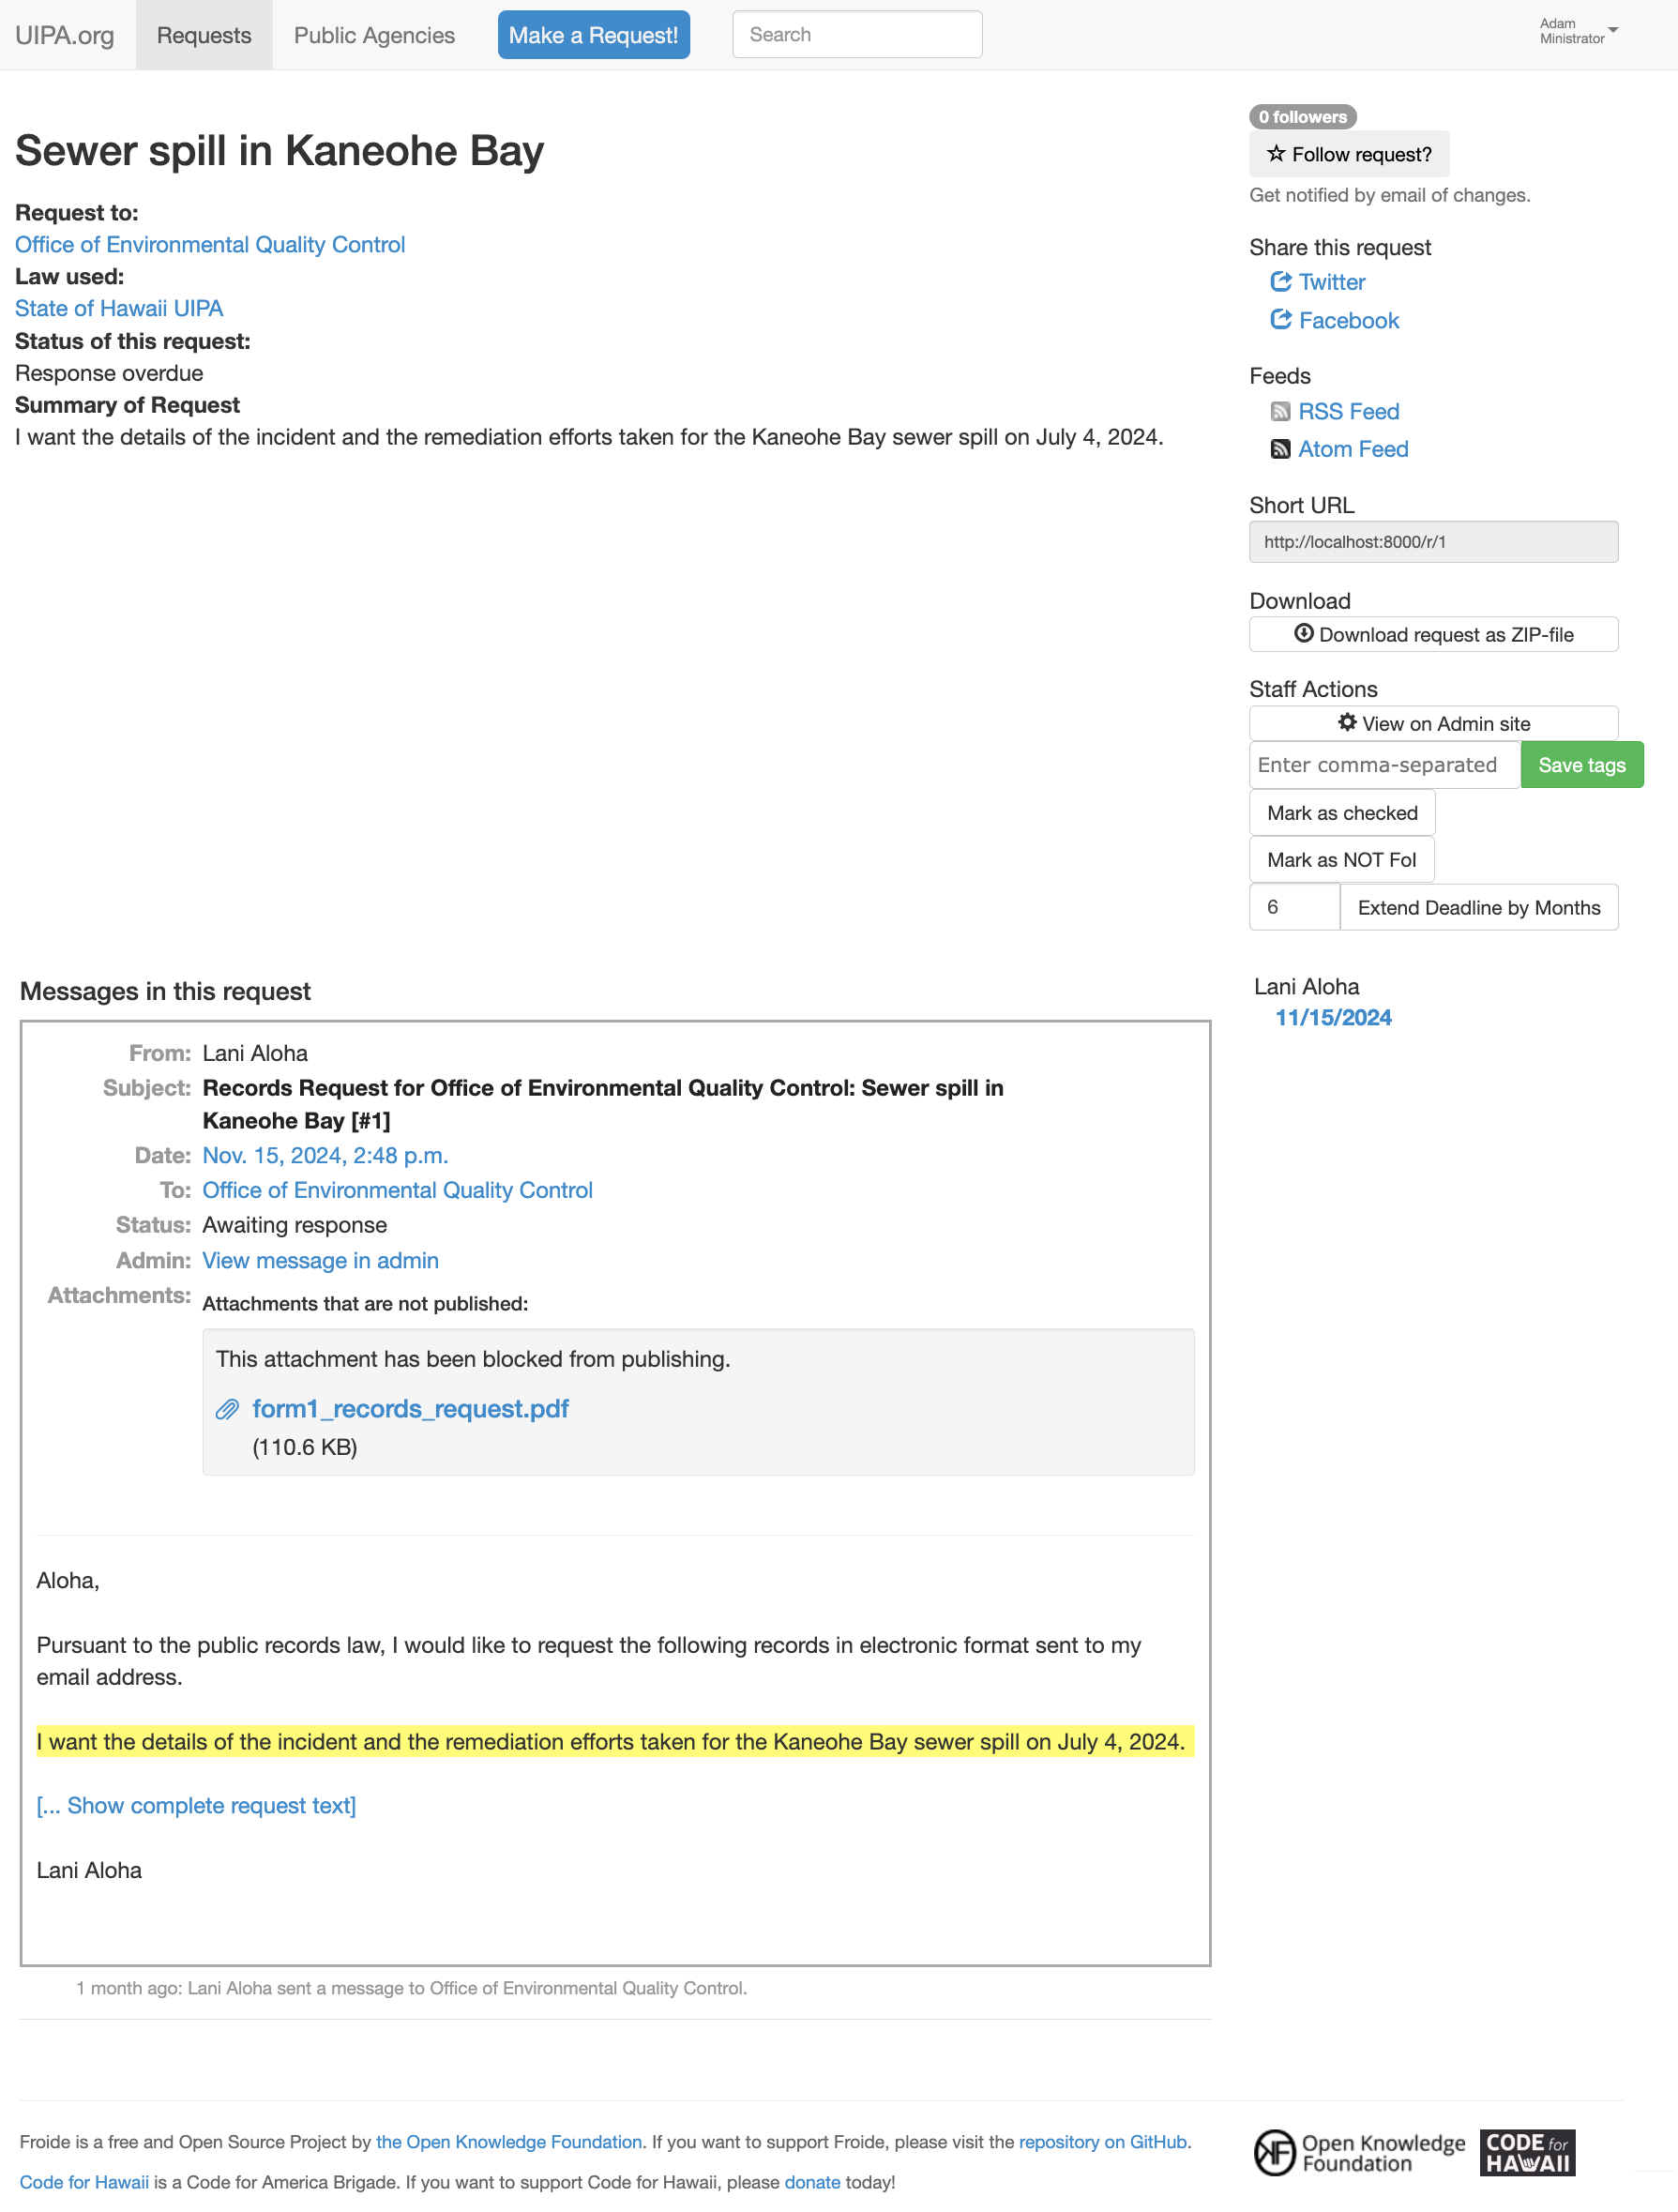 UIPA.org Requests Public Agencies Make a Request! Search Adam Ministrator
Sewer spill in Kaneohe Bay
Request to:
Office of Environmental Quality Control
Law used:
State of Hawaii UIPA
Status of this request:
Response overdue
Summary of Request
I want the details of the incident and the remediation efforts taken for the Kaneohe Bay sewer spill on July 4, 2024.
0 followers
Follow request?
Get notified by email of changes.
Share this request
Twitter
Facebook
Feeds
RSS Feed
Atom Feed
Short URL
http://localhost:8000/r/1
Download
Download request as ZIP-file
Staff Actions
View on Admin site
Enter comma-separated Save tags
Mark as checked
Mark as NOT FoI
6 Extend Deadline by Months
Messages in this request
From: Lani Aloha
Subject: Records Request for Office of Environmental Quality Control: Sewer spill in
Kaneohe Bay [#1]
Date: Nov. 15, 2024, 2:48 p.m.
To: Office of Environmental Quality Control
Status: Awaiting response
Admin: View message in admin
Attachments: Attachments that are not published:
This attachment has been blocked from publishing.
form1_records_request.pdf
(110.6 KB)
Aloha,
Pursuant to the public records law, I would like to request the following records in electronic format sent to my
email address.
I want the details of the incident and the remediation efforts taken for the Kaneohe Bay sewer spill on July 4, 2024.
[... Show complete request text]
Lani Aloha
1 month ago: Lani Aloha sent a message to Office of Environmental Quality Control.
Lani Aloha
11/15/2024
Froide is a free and Open Source Project by the Open Knowledge Foundation. If you want to support Froide, please visit the repository on GitHub.
Code for Hawaii is a Code for America Brigade. If you want to support Code for Hawaii, please donate today!
Open Knowledge
Foundation
CODE for
HAWAII